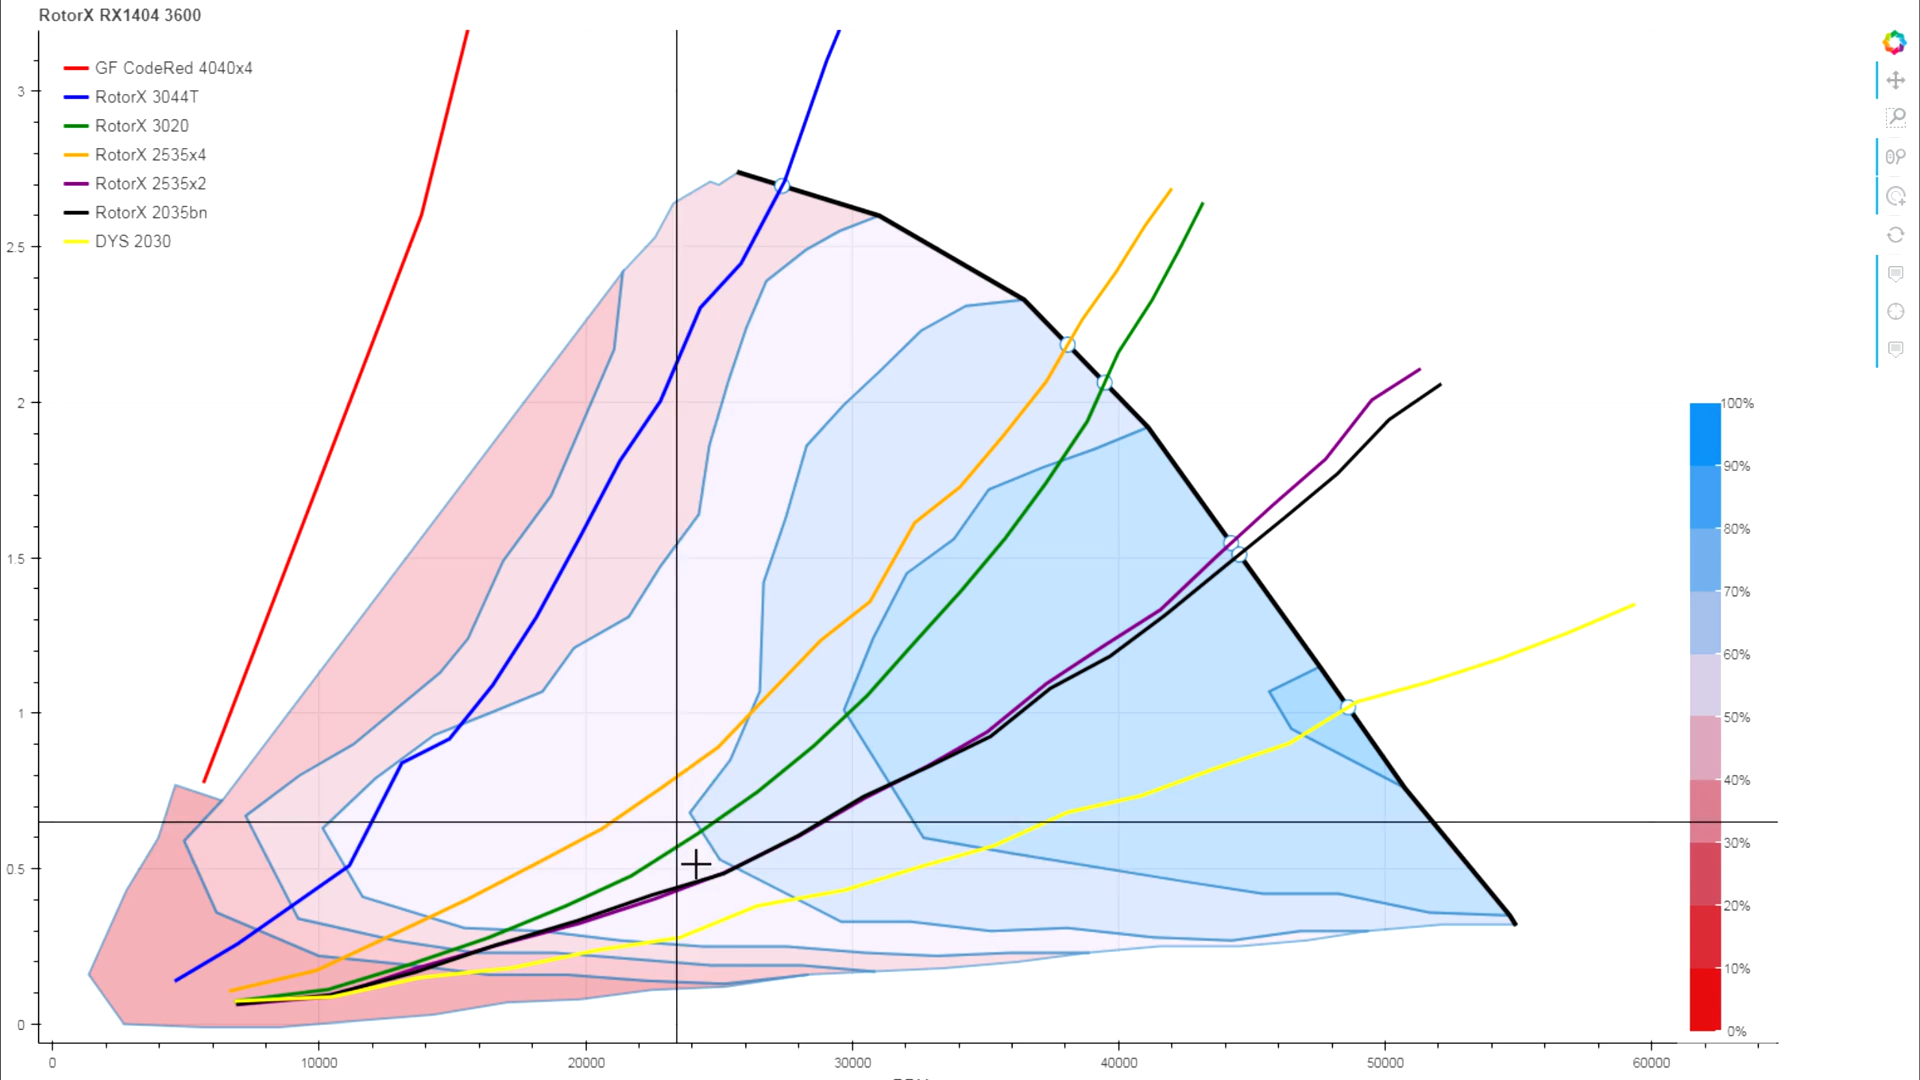 RotorX RX1404 3600
GF CodeRed 4040x4
RotorX 3044T
RotorX 3020
RotorX 2535x4
RotorX 2535x2
RotorX 2035bn
DYS 2030
3
2.5
2
1.5
1
0.5
0
0 10000 20000 30000 40000 50000 60000
100%
90%
80%
70%
60%
50%
40%
30%
20%
10%
0%